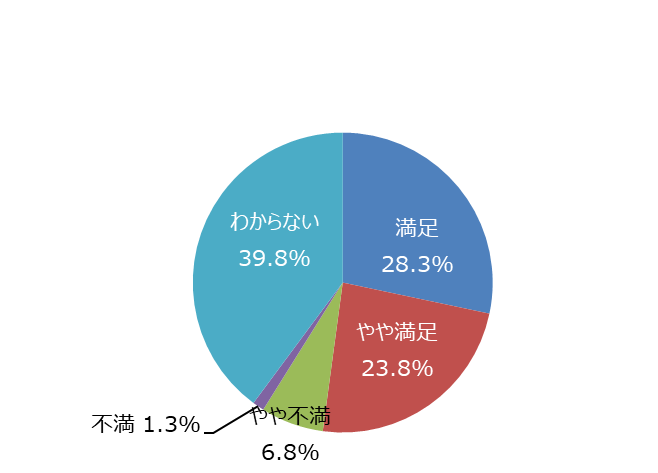 わからない
39.8%
満足
28.3%
やや満足
23.8%
不満 1.3%
やや不満
6.8%